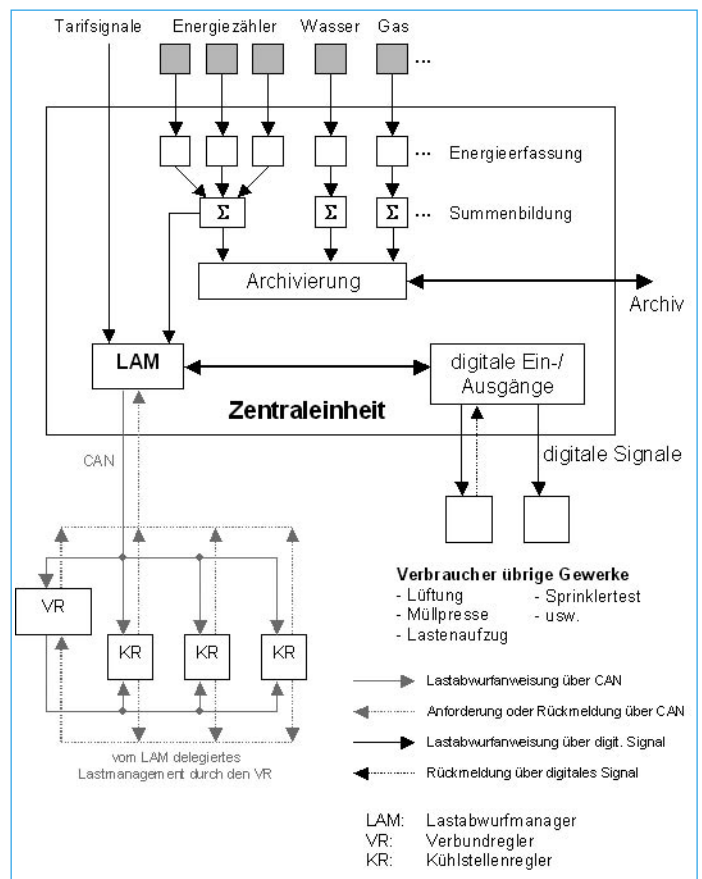 Tarifsignale Energiezähler Wasser Gas
...
... Energieerfassung
Σ Σ Σ ... Summenbildung
Archivierung
Archiv
LAM
digitale Ein-/
Ausgänge
Zentraleinheit
CAN
digitale Signale
VR
KR KR KR
vom LAM delegiertes
Lastmanagement durch den VR
Verbraucher übrige Gewerke
- Lüftung - Sprinklertest
- Müllpresse - usw.
- Lastenaufzug
Lastabwurfanweisung über CAN
Anforderung oder Rückmeldung über CAN
Lastabwurfanweisung über digit. Signal
Rückmeldung über digitales Signal
LAM: Lastabwurfmanager
VR: Verbundregler
KR: Kühlstellenregler